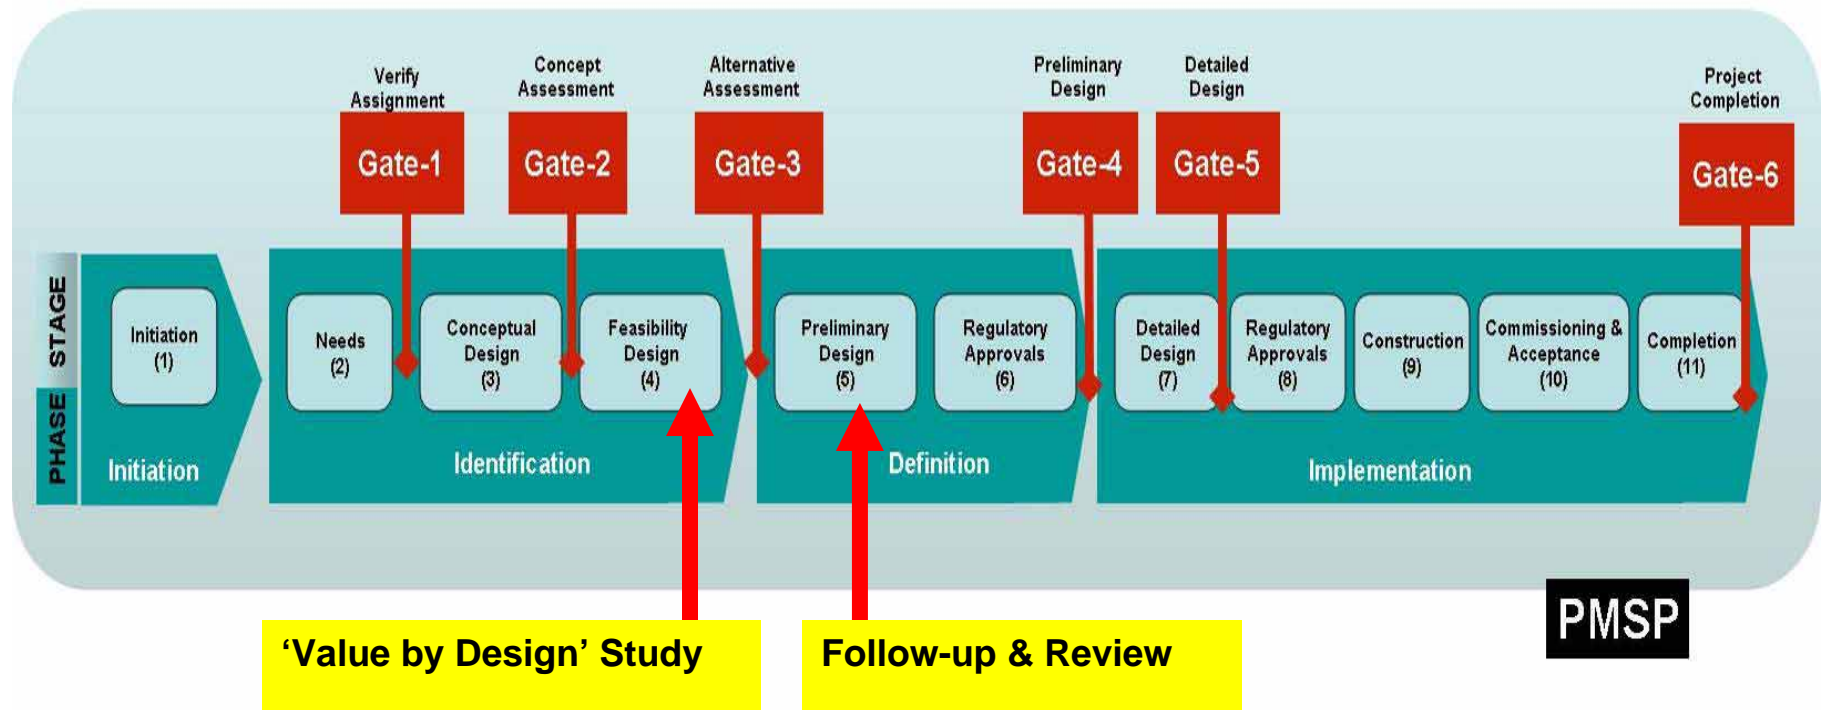 Verify
Assignment
Concept
Assessment
Alternative
Assessment
Preliminary
Design
Detailed
Design
Project
Completion
Gate-1
Gate-2
Gate-3
Gate-4
Gate-5
Gate-6
STAGE
PHASE
Initiation
(1)
Needs
(2)
Conceptual
Design
(3)
Feasibility
Design
(4)
Preliminary
Design
(5)
Regulatory
Approvals
(6)
Detailed
Design
(7)
Regulatory
Approvals
(8)
Construction
(9)
Commissioning &
Acceptance
(10)
Completion
(11)
Initiation
Identification
Definition
Implementation
PMSP
‘Value by Design’ Study
Follow-up & Review